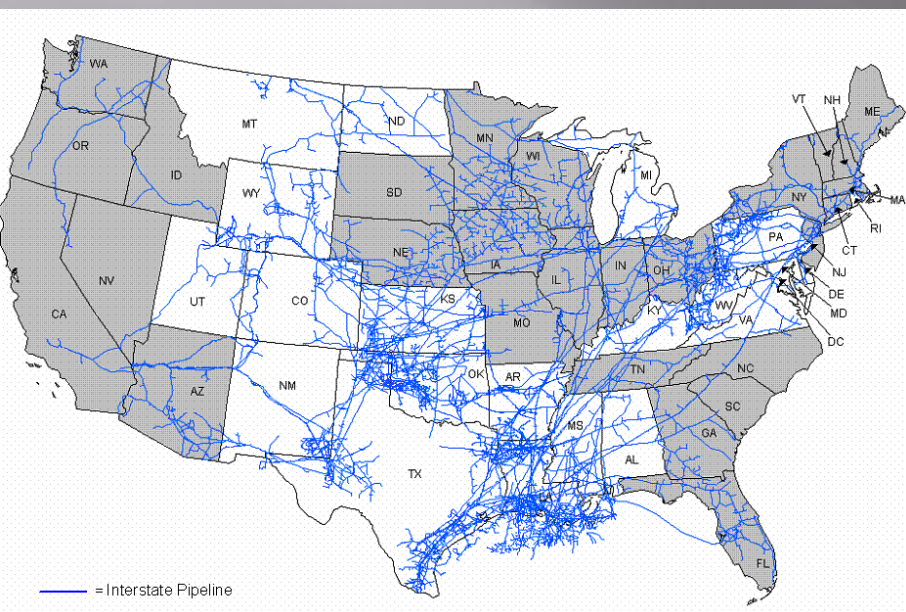 WA
MT
ND
OR
ID
WY
SD
MN
WI
MI
VT
NH
ME
NY
MA
RI
CT
NJ
DE
MD
DC
PA
NV
UT
CO
NE
IA
IL
IN
OH
WV
VA
KY
KS
MO
CA
AZ
NM
OK
AR
TN
NC
SC
MS
AL
GA
TX
LA
FL
= Interstate Pipeline